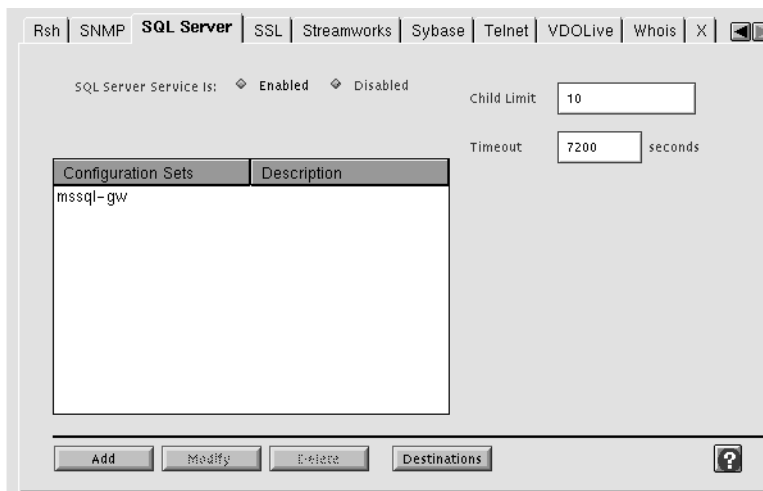 Rsh SNMP SQL Server SSL Streamworks Sybase Telnet VDOLive Whois X
SQL Server Service Is: Enabled Disabled
Child Limit 10
Timeout 7200 seconds
Configuration Sets Description
mssql-gw
Add Modify Delete Destinations ?